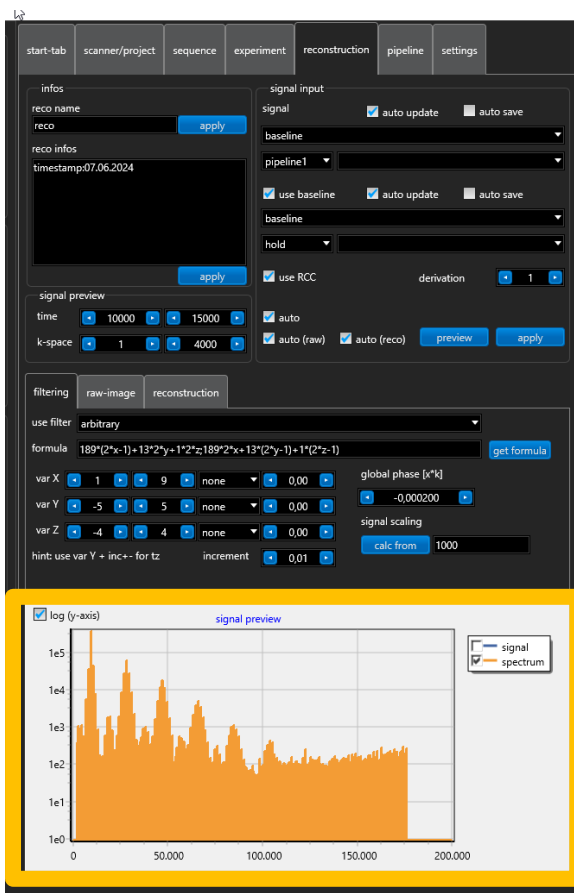 start-tab scanner/project sequence experiment reconstruction pipeline settings
infos
reco name
reco apply
reco infos
timestamp:07.06.2024
apply
signal input
signal auto update auto save
baseline
pipeline1
use baseline auto update auto save
baseline
hold
use RCC derivation 1
auto
auto (raw) auto (reco) preview apply
signal preview
time 10000 15000
k-space 1 4000
filtering raw-image reconstruction
use filter arbitrary
formula 189*(2*x-1)+13*2*y+1*2*z;189*2*x+13*(2*y-1)+1*(2*z-1) get formula
var X 1 9 none 0,00
var Y -5 5 none 0,00
var Z -4 4 none 0,00
hint: use var Y + inc+- for tz increment 0,01
global phase [x*k]
-0,000200
signal scaling
calc from 1000
log (y-axis) signal preview
signal
spectrum
1e5
1e4
1e3
1e2
1e1
1e0
0 50.000 100.000 150.000 200.000